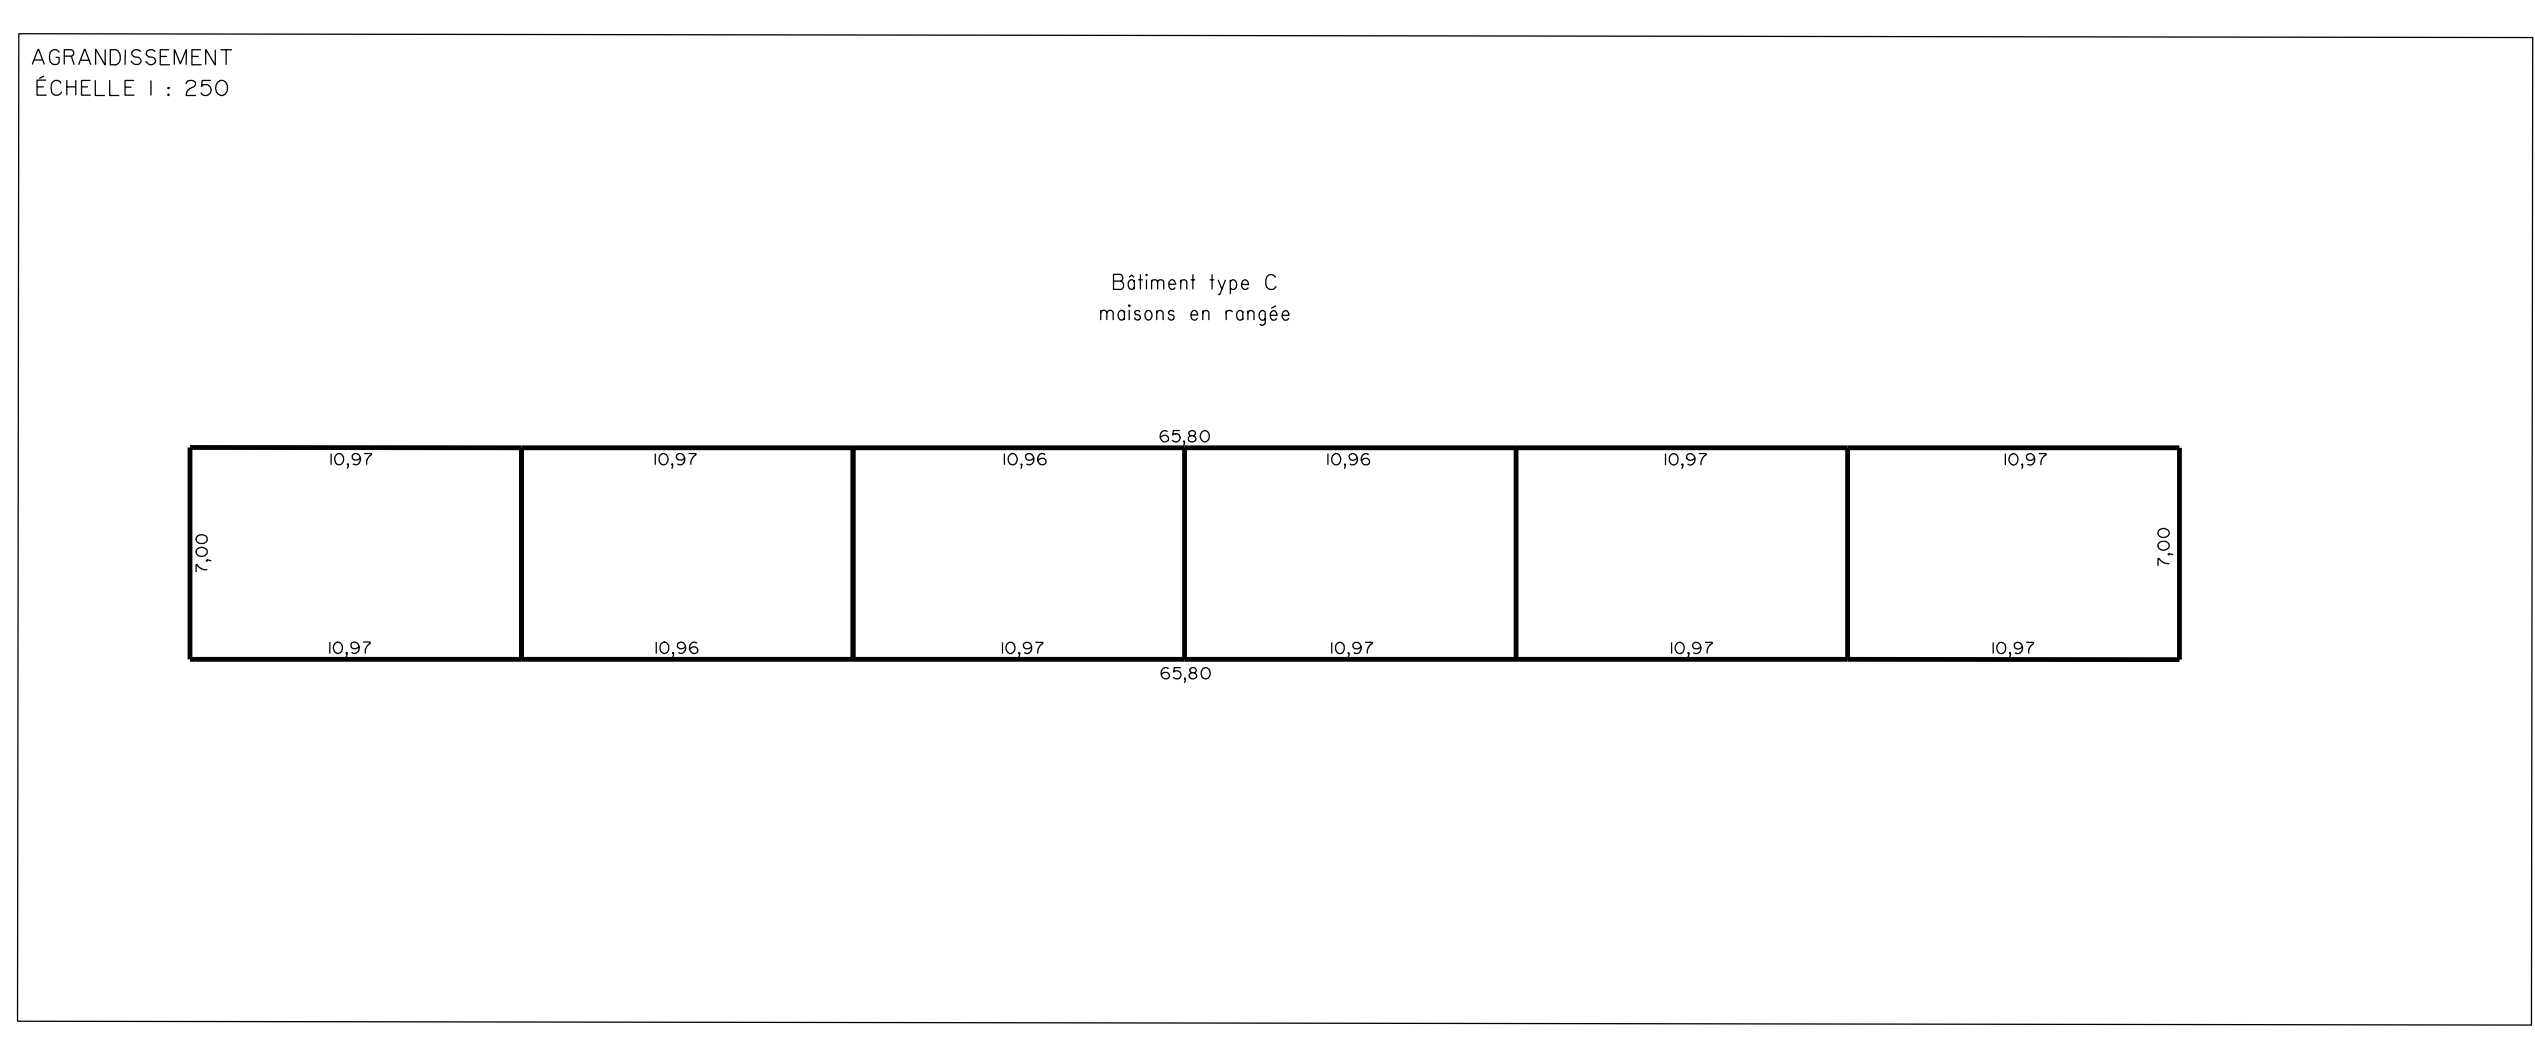 AGRANDISSEMENT
ÉCHELLE 1 : 250
Bâtiment type C
maisons en rangée
65,80
10,97 10,97 10,96 10,96 10,97 10,97
7,00 7,00
10,97 10,96 10,97 10,97 10,97 10,97
65,80